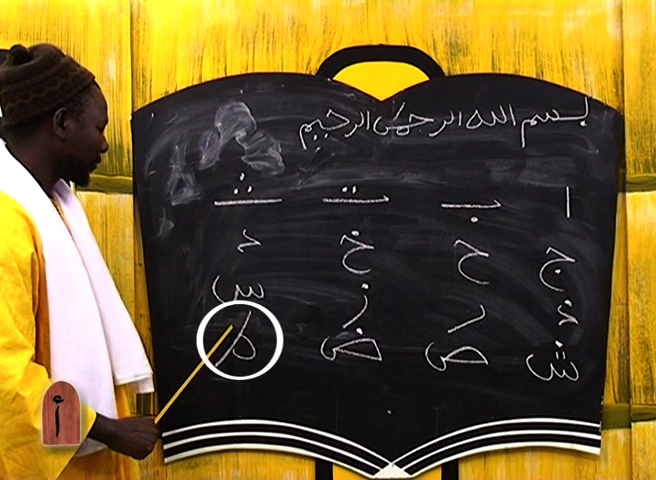 بسم الله الرحمن الرحيم
ا ب ت ث
ج ح خ د
ذ ر ز س
ش ص ض ط
أ